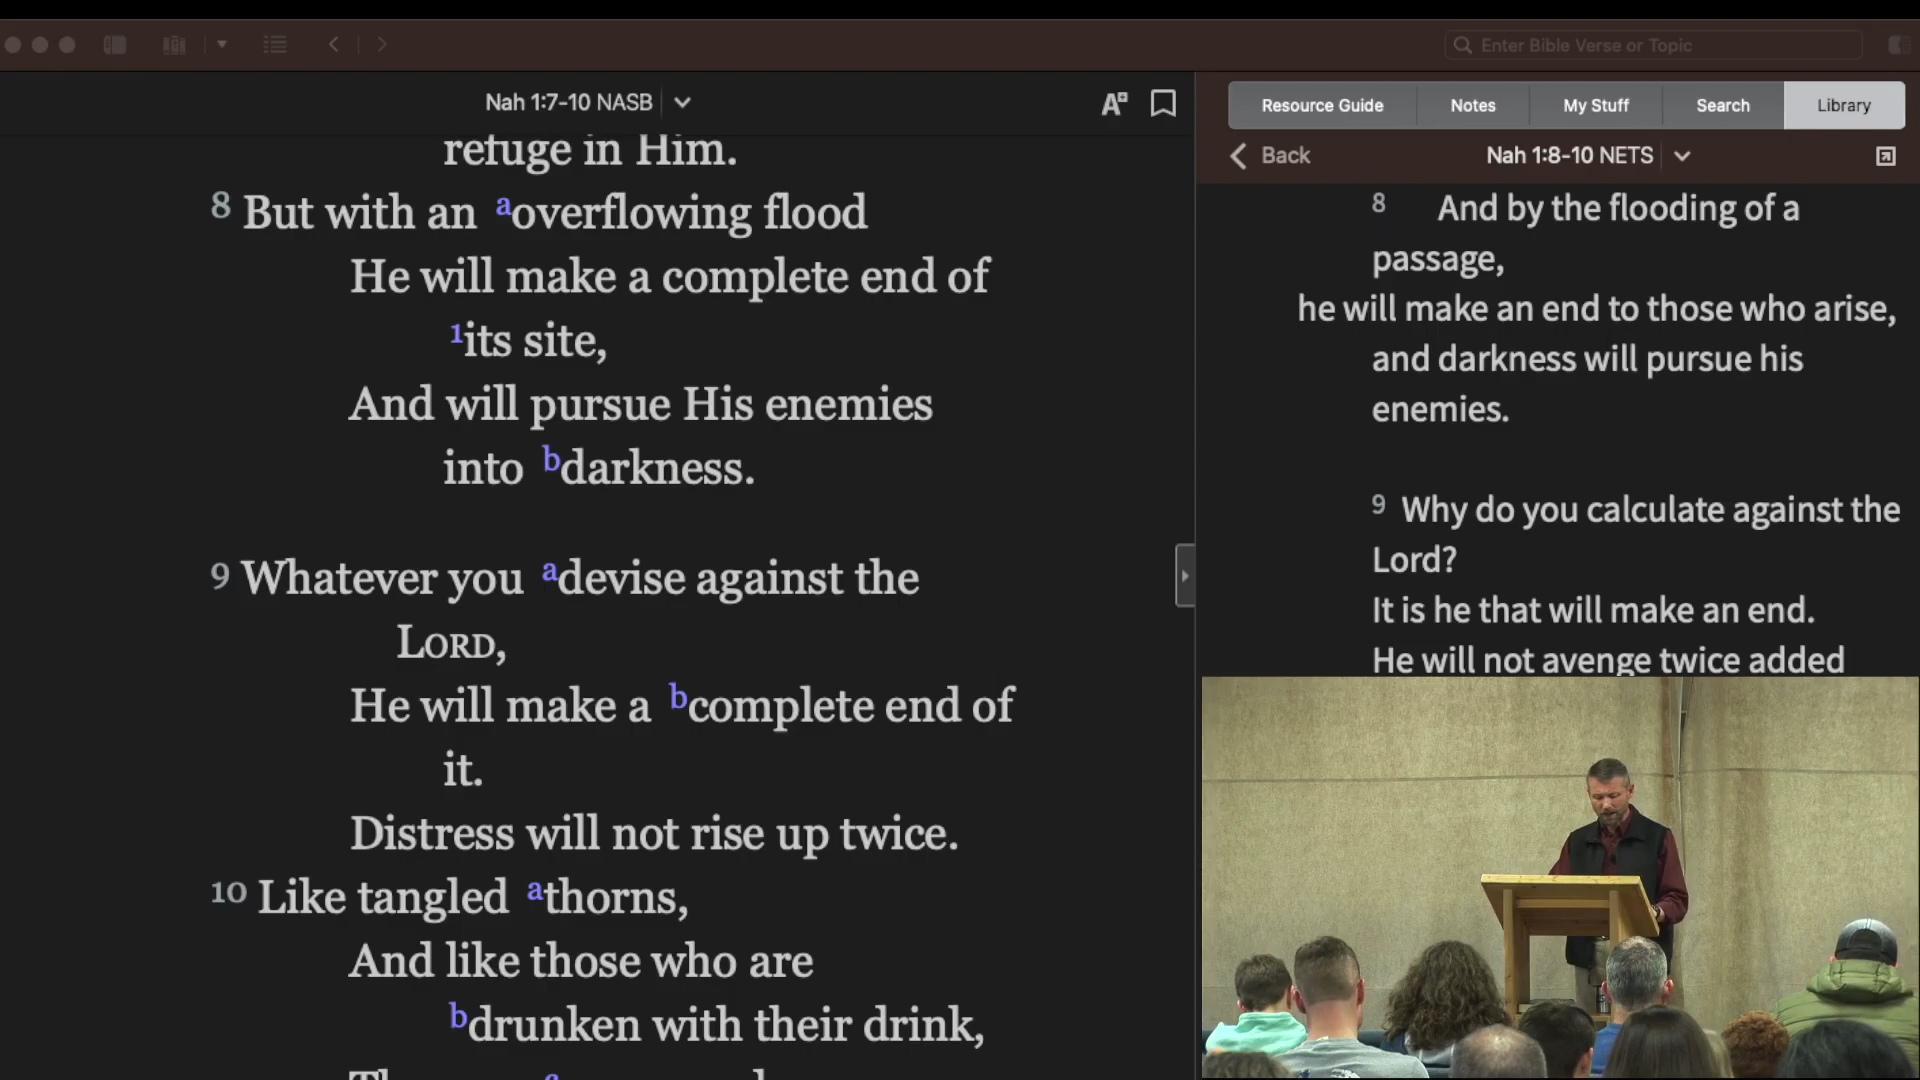 Enter Bible Verse or Topic
Nah 1:7-10 NASB
A
refuge in Him.
8 But with an aoverflowing flood
He will make a complete end of
1its site,
And will pursue His enemies
into bdarkness.
9 Whatever you adevise against the
LORD,
He will make a bcomplete end of
it.
Distress will not rise up twice.
10 Like tangled athorns,
And like those who are
bdrunken with their drink,
Resource Guide
Notes
My Stuff
Search
Library
Back
Nah 1:8-10 NETS
8 And by the flooding of a
passage,
he will make an end to those who arise,
and darkness will pursue his
enemies.
9 Why do you calculate against the
Lord?
It is he that will make an end.
He will not avenge twice added